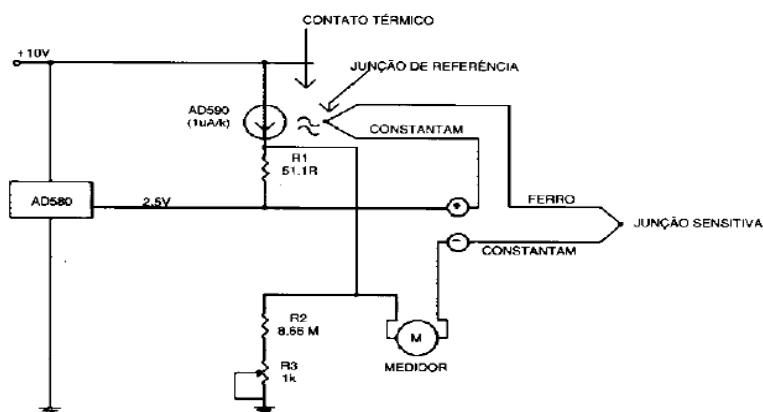 CONTATO TÉRMICO
+10V
JUNÇÃO DE REFERÊNCIA
AD590
(1uA/k)
CONSTANTAM
R1
51.1R
AD580
2.5V
+
FERRO
JUNÇÃO SENSITIVA
−
CONSTANTAM
R2
8.66 M
M
R3
1k
MEDIDOR